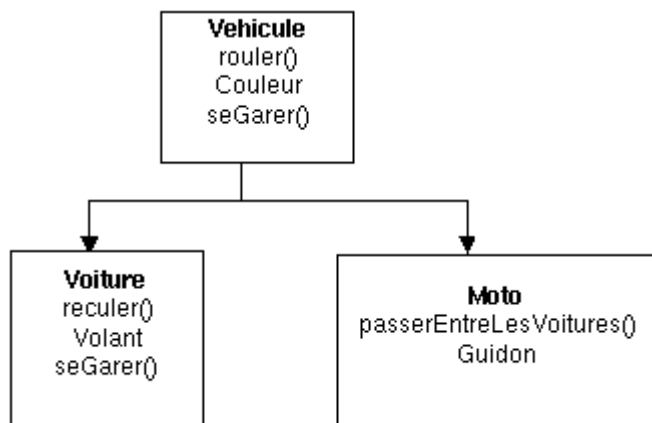 Vehicule
rouler()
Couleur
seGarer()
Voiture
reculer()
Volant
seGarer()
Moto
passerEntreLesVoitures()
Guidon